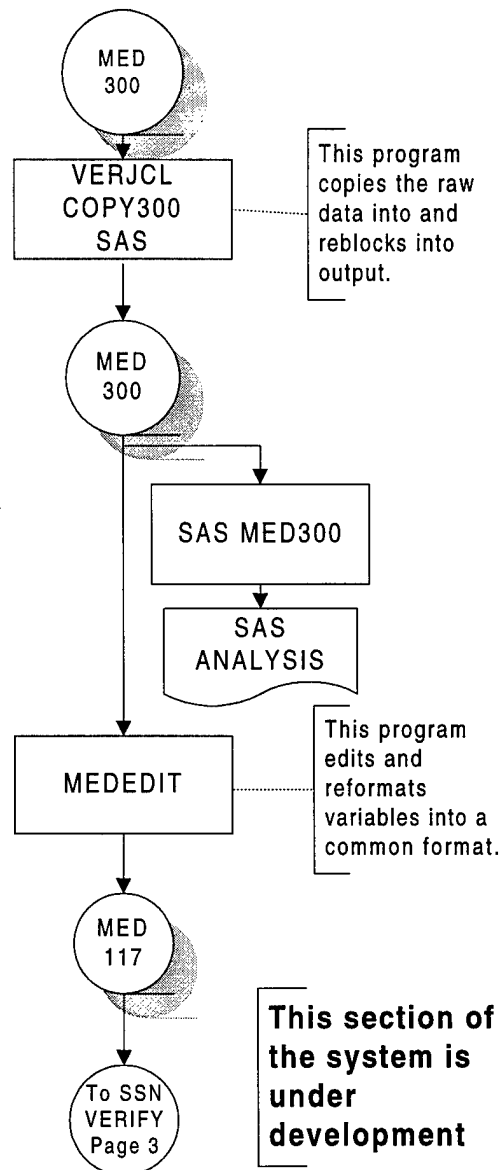 MED
300
VERJCL
COPY300
SAS
This program
copies the raw
data into and
reblocks into
output.
MED
300
SAS MED300
SAS
ANALYSIS
MEDEDIT
This program
edits and
reformats
variables into a
common format.
MED
117
This section of
the system is
under
development
To SSN
VERIFY
Page 3